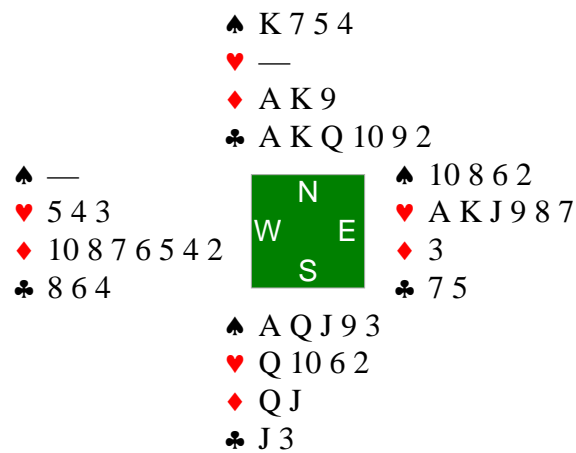 ♠ K 7 5 4
♥ —
♦ A K 9
♣ A K Q 10 9 2
♠ —
♥ 5 4 3
♦ 10 8 7 6 5 4 2
♣ 8 6 4
N
W E
S
♠ 10 8 6 2
♥ A K J 9 8 7
♦ 3
♣ 7 5
♠ A Q J 9 3
♥ Q 10 6 2
♦ Q J
♣ J 3